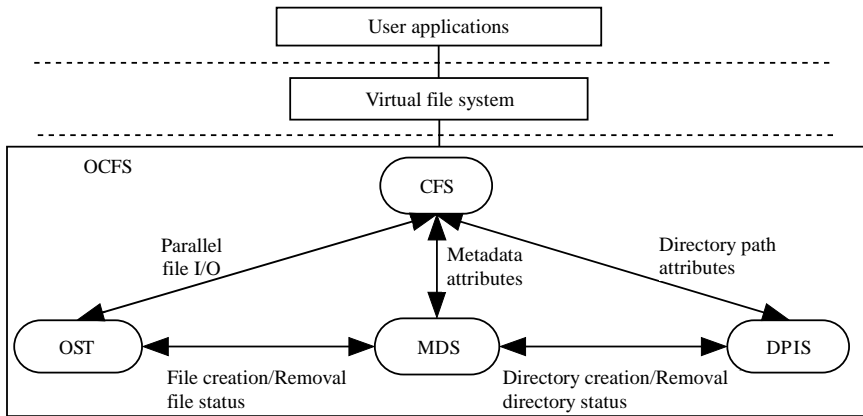 User applications
Virtual file system
OCFS
CFS
Parallel
file I/O
Metadata
attributes
Directory path
attributes
OST
MDS
DPIS
File creation/Removal
file status
Directory creation/Removal
directory status